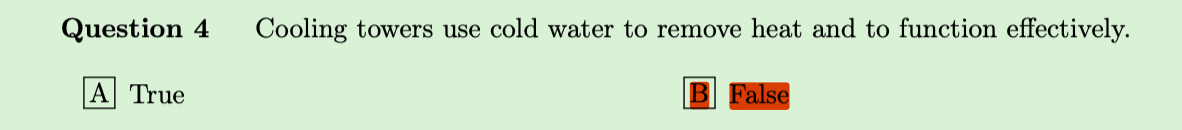 Question 4 Cooling towers use cold water to remove heat and to function effectively.
A True B False